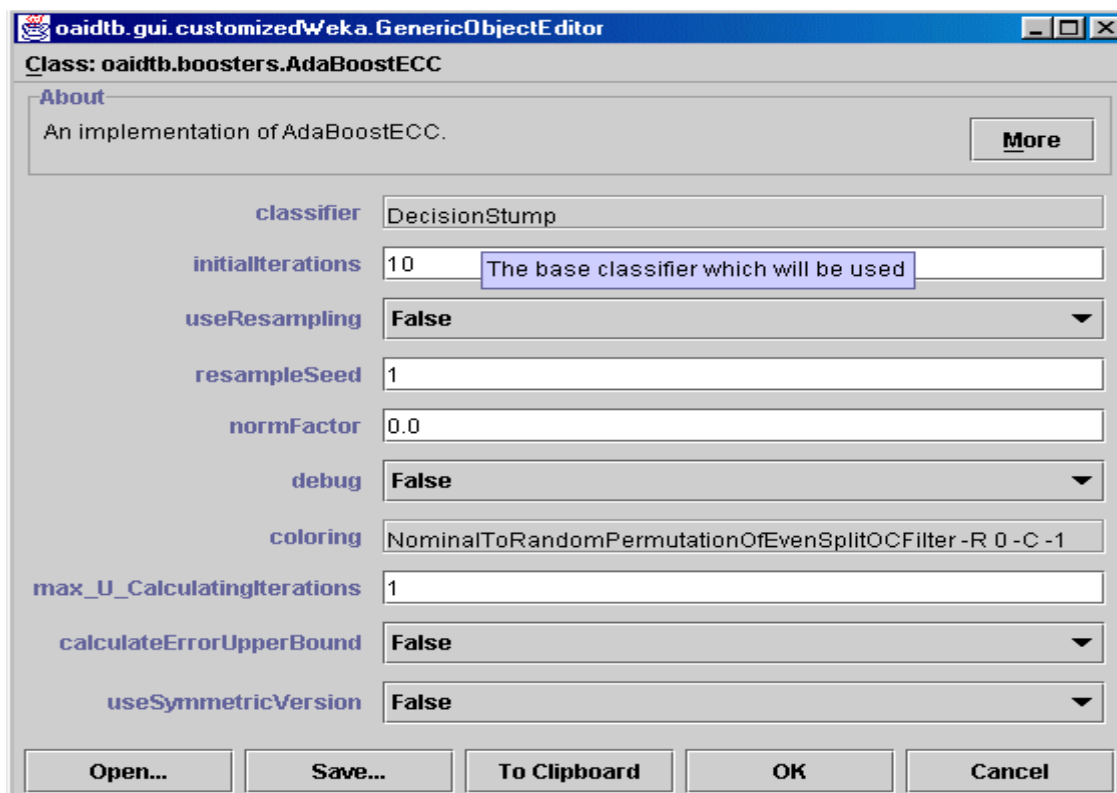 oaidtb.gui.customizedWeka.GenericObjectEditor
Class: oaidtb.boosters.AdaBoostECC
About
An implementation of AdaBoostECC.
More
classifier DecisionStump
initialIterations 10
The base classifier which will be used
useResampling False
resampleSeed 1
normFactor 0.0
debug False
coloring NominalToRandomPermutationOfEvenSplitOCFilter -R 0 -C -1
max_U_CalculatingIterations 1
calculateErrorUpperBound False
useSymmetricVersion False
Open... Save... To Clipboard OK Cancel